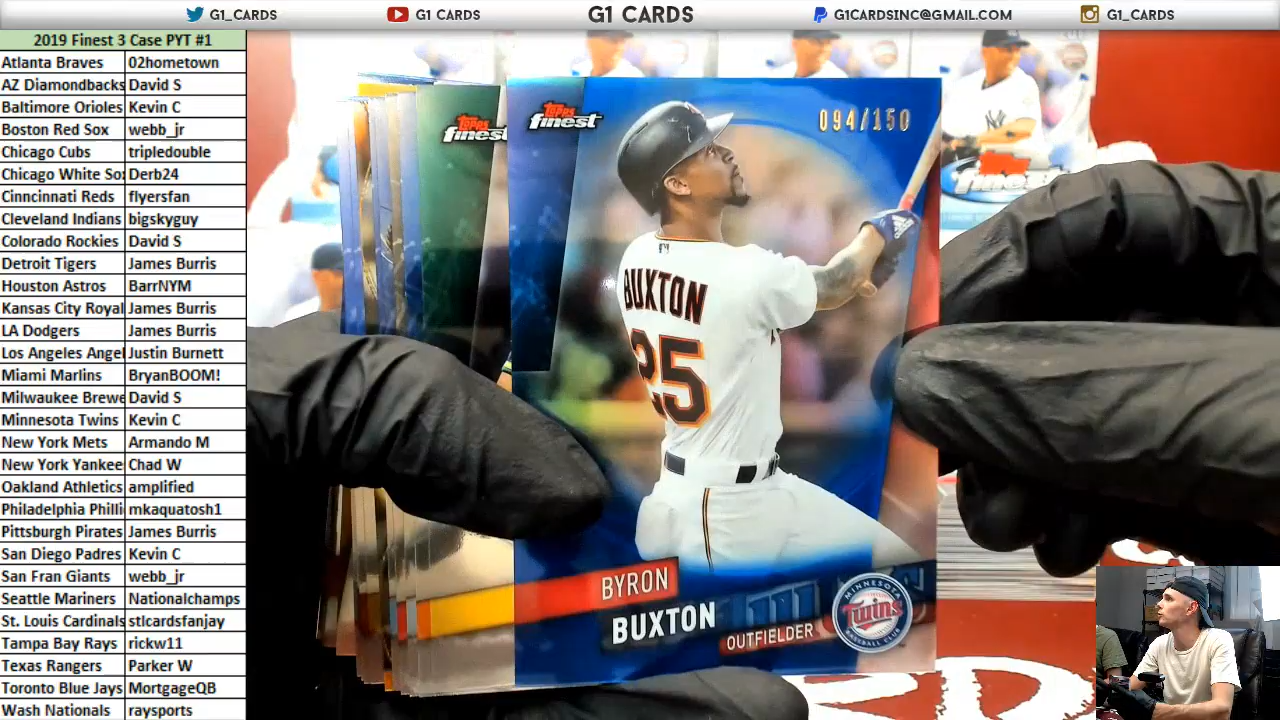 G1_CARDS
G1 CARDS
G1 CARDS
G1CARDSINC@GMAIL.COM
G1_CARDS
2019 Finest 3 Case PYT #1
Atlanta Braves 02hometown
AZ Diamondbacks David S
Baltimore Orioles Kevin C
Boston Red Sox webb_jr
Chicago Cubs tripledouble
Chicago White Sox Derb24
Cinncinnati Reds flyersfan
Cleveland Indians bigskyguy
Colorado Rockies David S
Detroit Tigers James Burris
Houston Astros BarrNYM
Kansas City Royal James Burris
LA Dodgers James Burris
Los Angeles Angel Justin Burnett
Miami Marlins BryanBOOM!
Milwaukee Brewe David S
Minnesota Twins Kevin C
New York Mets Armando M
New York Yankee Chad W
Oakland Athletics amplified
Philadelphia Philli mkaquatosh1
Pittsburgh Pirates James Burris
San Diego Padres Kevin C
San Fran Giants webb_jr
Seattle Mariners Nationalchamps
St. Louis Cardinals stlcardsfanjay
Tampa Bay Rays rickw11
Texas Rangers Parker W
Toronto Blue Jays MortgageQB
Wash Nationals raysports
Topps
finest
Topps
finest
094/150
BUXTON
25
BYRON
BUXTON
OUTFIELDER
MINNESOTA
Twins
BASEBALL CLUB
adidas
finest